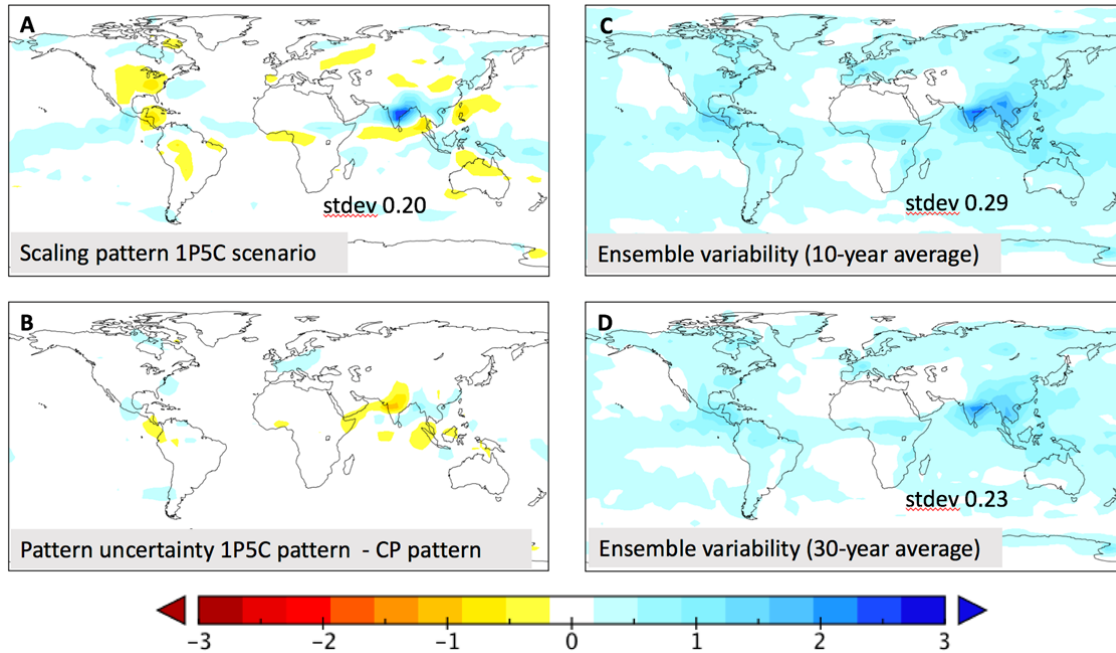 A
stdev 0.20
Scaling pattern 1P5C scenario
C
stdev 0.29
Ensemble variability (10-year average)
B
Pattern uncertainty 1P5C pattern - CP pattern
D
stdev 0.23
Ensemble variability (30-year average)
−3 −2 −1 0 1 2 3